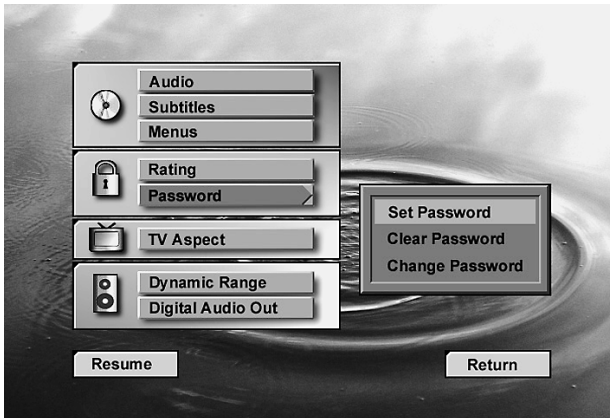 Audio
Subtitles
Menus
Rating
Password
Set Password
Clear Password
Change Password
TV Aspect
Dynamic Range
Digital Audio Out
Resume
Return